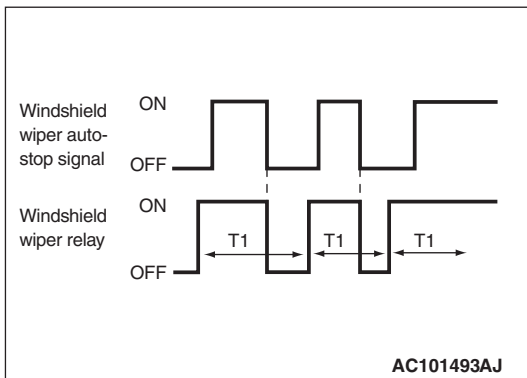 Windshield
wiper auto-
stop signal
ON
OFF
Windshield
wiper relay
ON
OFF
T1
T1
T1
AC101493AJ